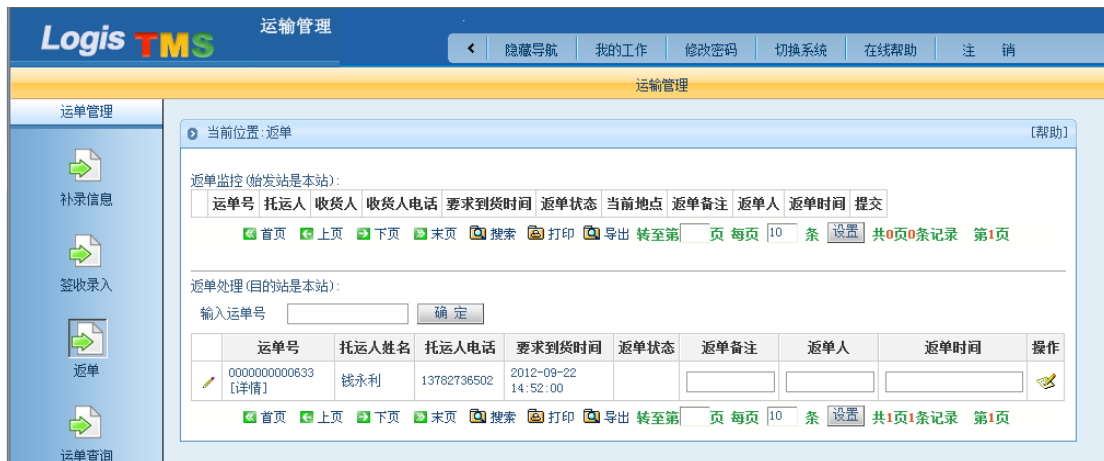 Logis TMS 运输管理
隐藏导航 我的工作 修改密码 切换系统 在线帮助 注 销
运输管理
运单管理
当前位置:返单 [帮助]
补录信息
签收录入
返单
运单查询
返单监控(始发站是本站):
运单号 托运人 收货人 收货人电话 要求到货时间 返单状态 当前地点 返单备注 返单人 返单时间 提交
首页 上页 下页 末页 搜索 打印 导出 转至第 页 每页 10 条 设置 共0页0条记录 第1页
返单处理(目的站是本站):
输入运单号 确 定
运单号 托运人姓名 托运人电话 要求到货时间 返单状态 返单备注 返单人 返单时间 操作
0000000000633 钱永利 13782736502 2012-09-22
[详情] 14:52:00
首页 上页 下页 末页 搜索 打印 导出 转至第 页 每页 10 条 设置 共1页1条记录 第1页